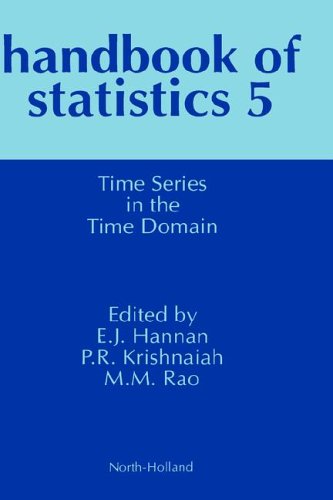 handbook of
statistics 5
Time Series
in the
Time Domain
Edited by
E.J. Hannan
P.R. Krishnaiah
M.M. Rao
North-Holland